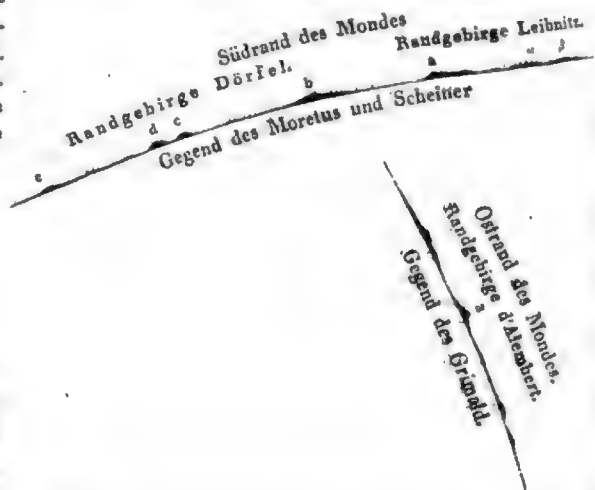 Südrand des Mondes
Randgebirge Leibnitz.
Randgebirge Dörfel.
a
α
β
b
d
c
e
Gegend des Moretus und Scheiner
Ostrand des Mondes.
Randgebirge d'Alembert.
a
Gegend des Grimald.